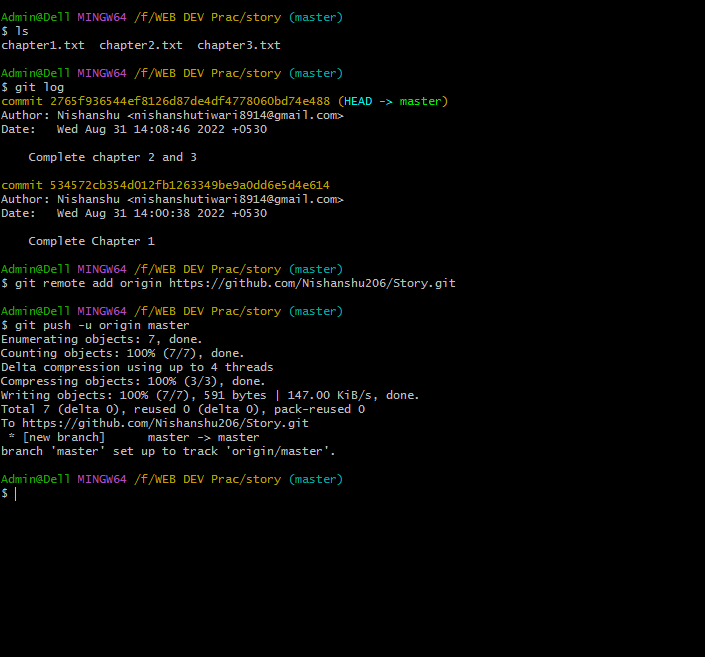 Admin@Dell MINGW64 /f/WEB DEV Prac/story (master)
$ ls
chapter1.txt  chapter2.txt  chapter3.txt
Admin@Dell MINGW64 /f/WEB DEV Prac/story (master)
$ git log
commit 2765f936544ef8126d87de4df4778060bd74e488 (HEAD -> master)
Author: Nishanshu <nishanshutiwari8914@gmail.com>
Date:   Wed Aug 31 14:08:46 2022 +0530
    Complete chapter 2 and 3
commit 534572cb354d012fb1263349be9a0dd6e5d4e614
Author: Nishanshu <nishanshutiwari8914@gmail.com>
Date:   Wed Aug 31 14:00:38 2022 +0530
    Complete Chapter 1
Admin@Dell MINGW64 /f/WEB DEV Prac/story (master)
$ git remote add origin https://github.com/Nishanshu206/Story.git
Admin@Dell MINGW64 /f/WEB DEV Prac/story (master)
$ git push -u origin master
Enumerating objects: 7, done.
Counting objects: 100% (7/7), done.
Delta compression using up to 4 threads
Compressing objects: 100% (3/3), done.
Writing objects: 100% (7/7), 591 bytes | 147.00 KiB/s, done.
Total 7 (delta 0), reused 0 (delta 0), pack-reused 0
To https://github.com/Nishanshu206/Story.git
 * [new branch]      master -> master
branch 'master' set up to track 'origin/master'.
Admin@Dell MINGW64 /f/WEB DEV Prac/story (master)
$